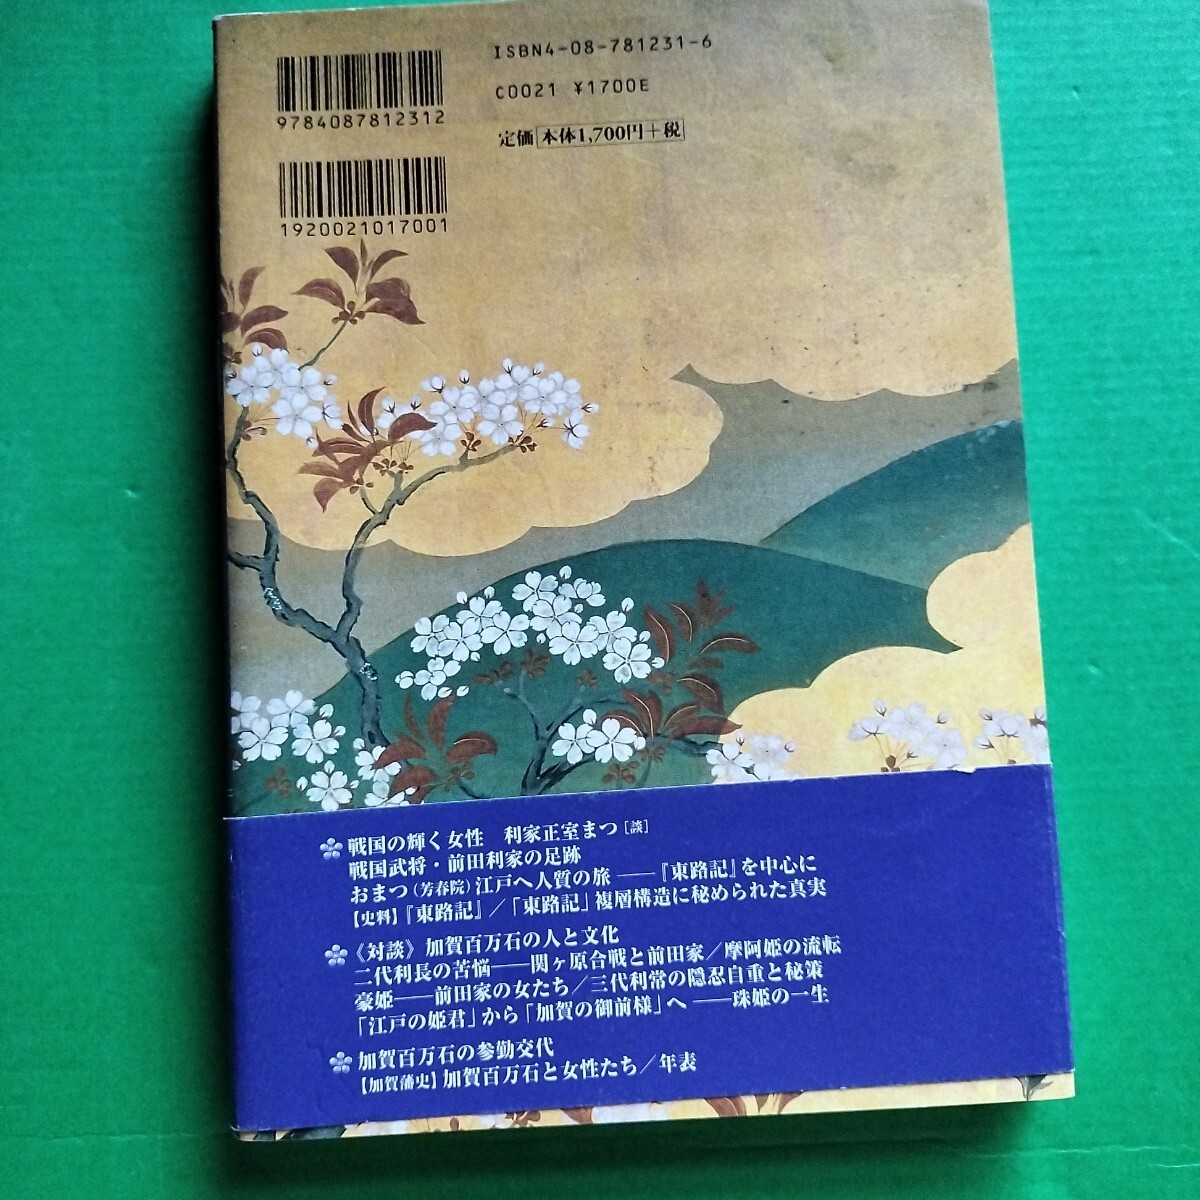 ISBN4-08-781231-6
C0021 ¥1700E
定価 本体1,700円+税
9784087812312
1920021017001
戦国の輝く女性 利家正室まつ[談]
戦国武将・前田利家の足跡
おまつ(芳春院)江戸へ人質の旅――『東路記』を中心に
【史料】『東路記』/「東路記」複層構造に秘められた真実
《対談》加賀百万石の人と文化
二代利長の苦悩――関ヶ原合戦と前田家/摩阿姫の流転
豪姫――前田家の女たち/三代利常の隠忍自重と秘策
「江戸の姫君」から「加賀の御前様」へ――珠姫の一生
加賀百万石の参勤交代
【加賀藩史】加賀百万石と女性たち/年表